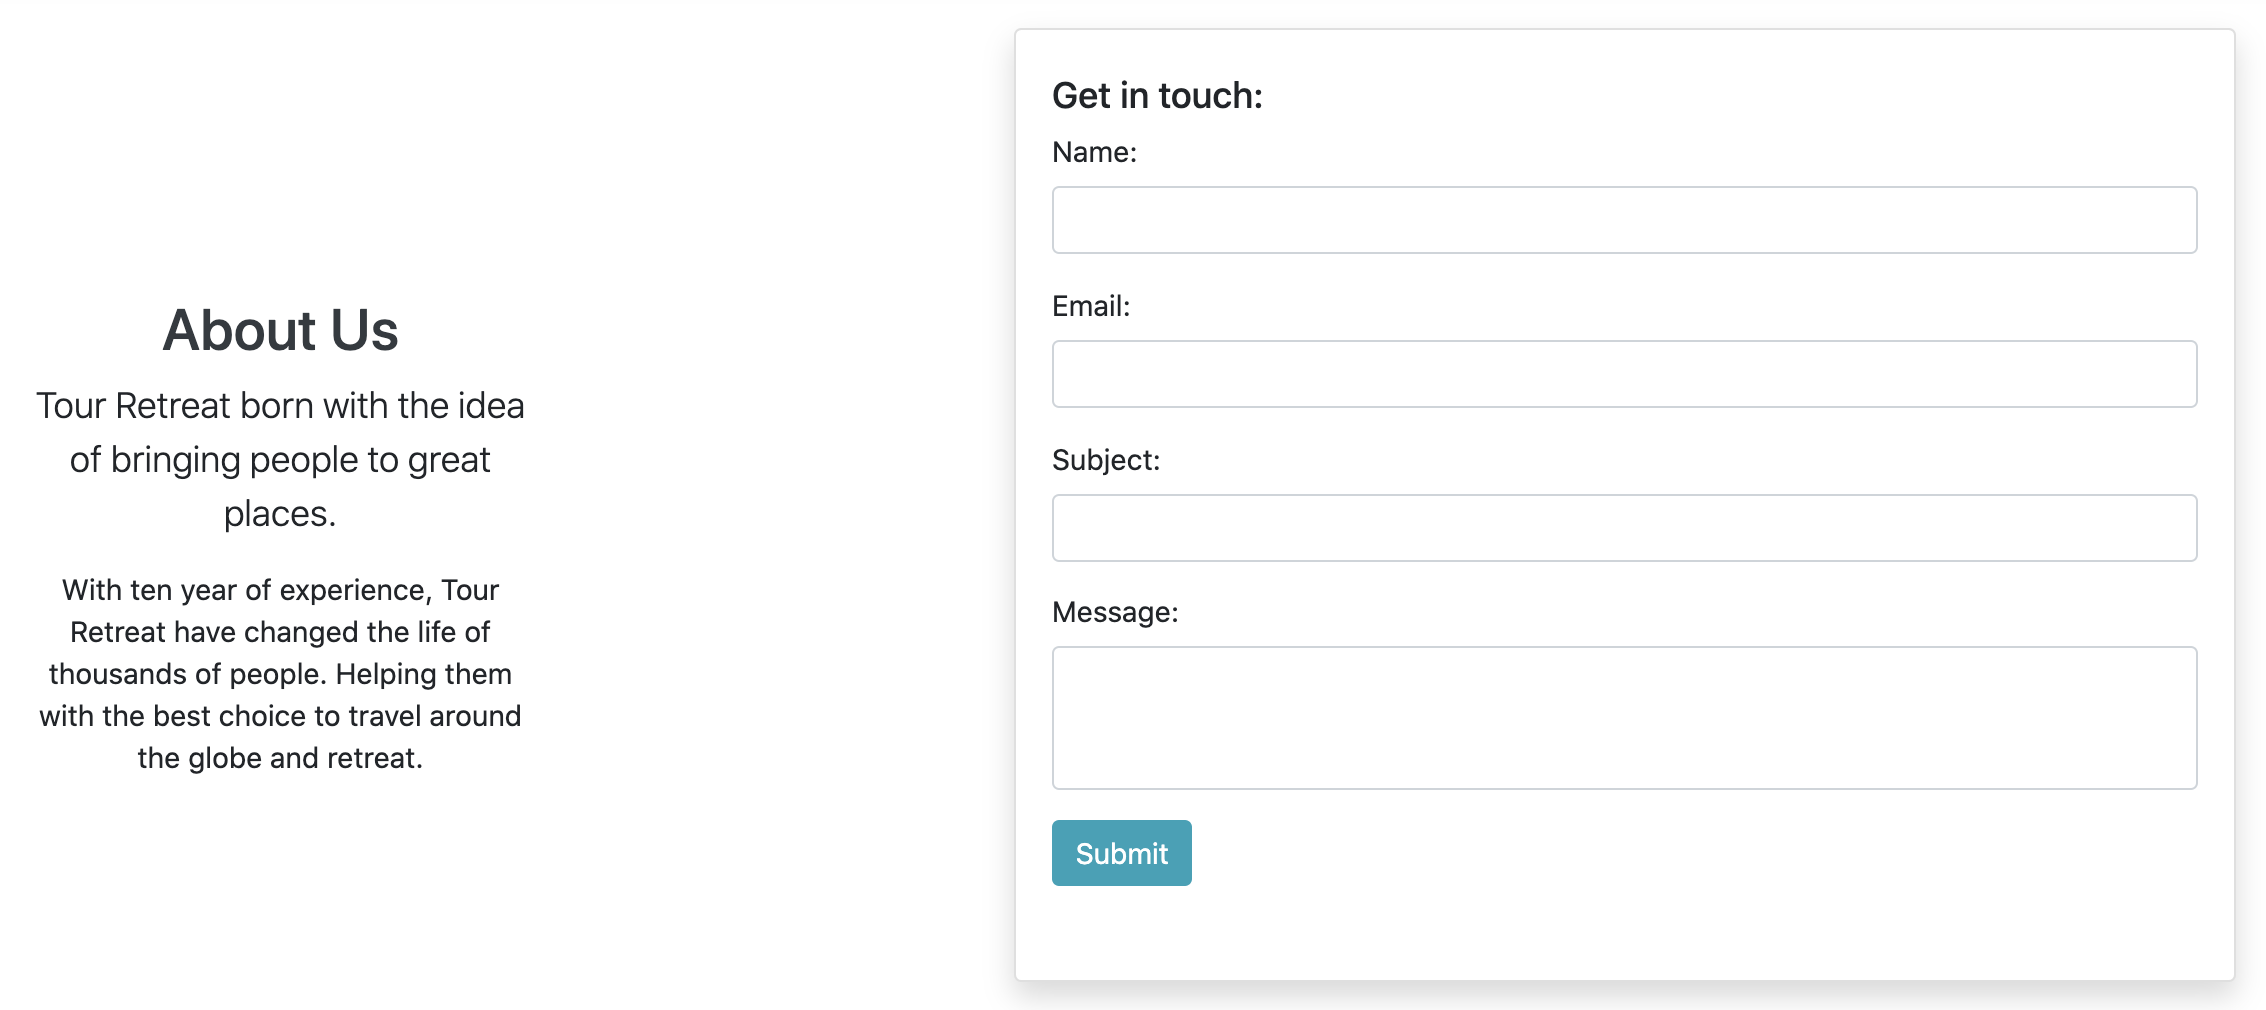 About Us
Tour Retreat born with the idea
of bringing people to great
places.
With ten year of experience, Tour
Retreat have changed the life of
thousands of people. Helping them
with the best choice to travel around
the globe and retreat.
Get in touch:
Name:
Email:
Subject:
Message:
Submit